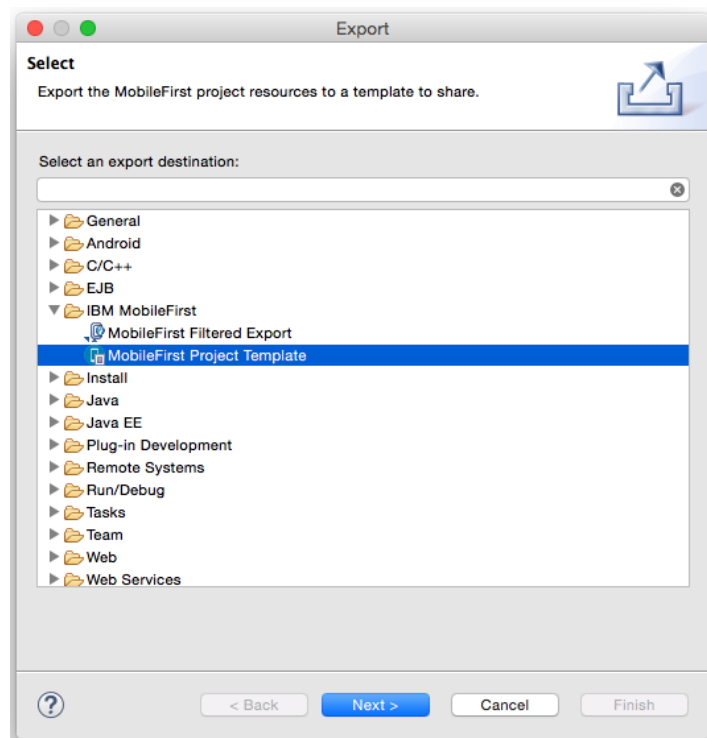 Export
Select
Export the MobileFirst project resources to a template to share.
Select an export destination:
General
Android
C/C++
EJB
IBM MobileFirst
MobileFirst Filtered Export
MobileFirst Project Template
Install
Java
Java EE
Plug-in Development
Remote Systems
Run/Debug
Tasks
Team
Web
Web Services
? < Back Next > Cancel Finish